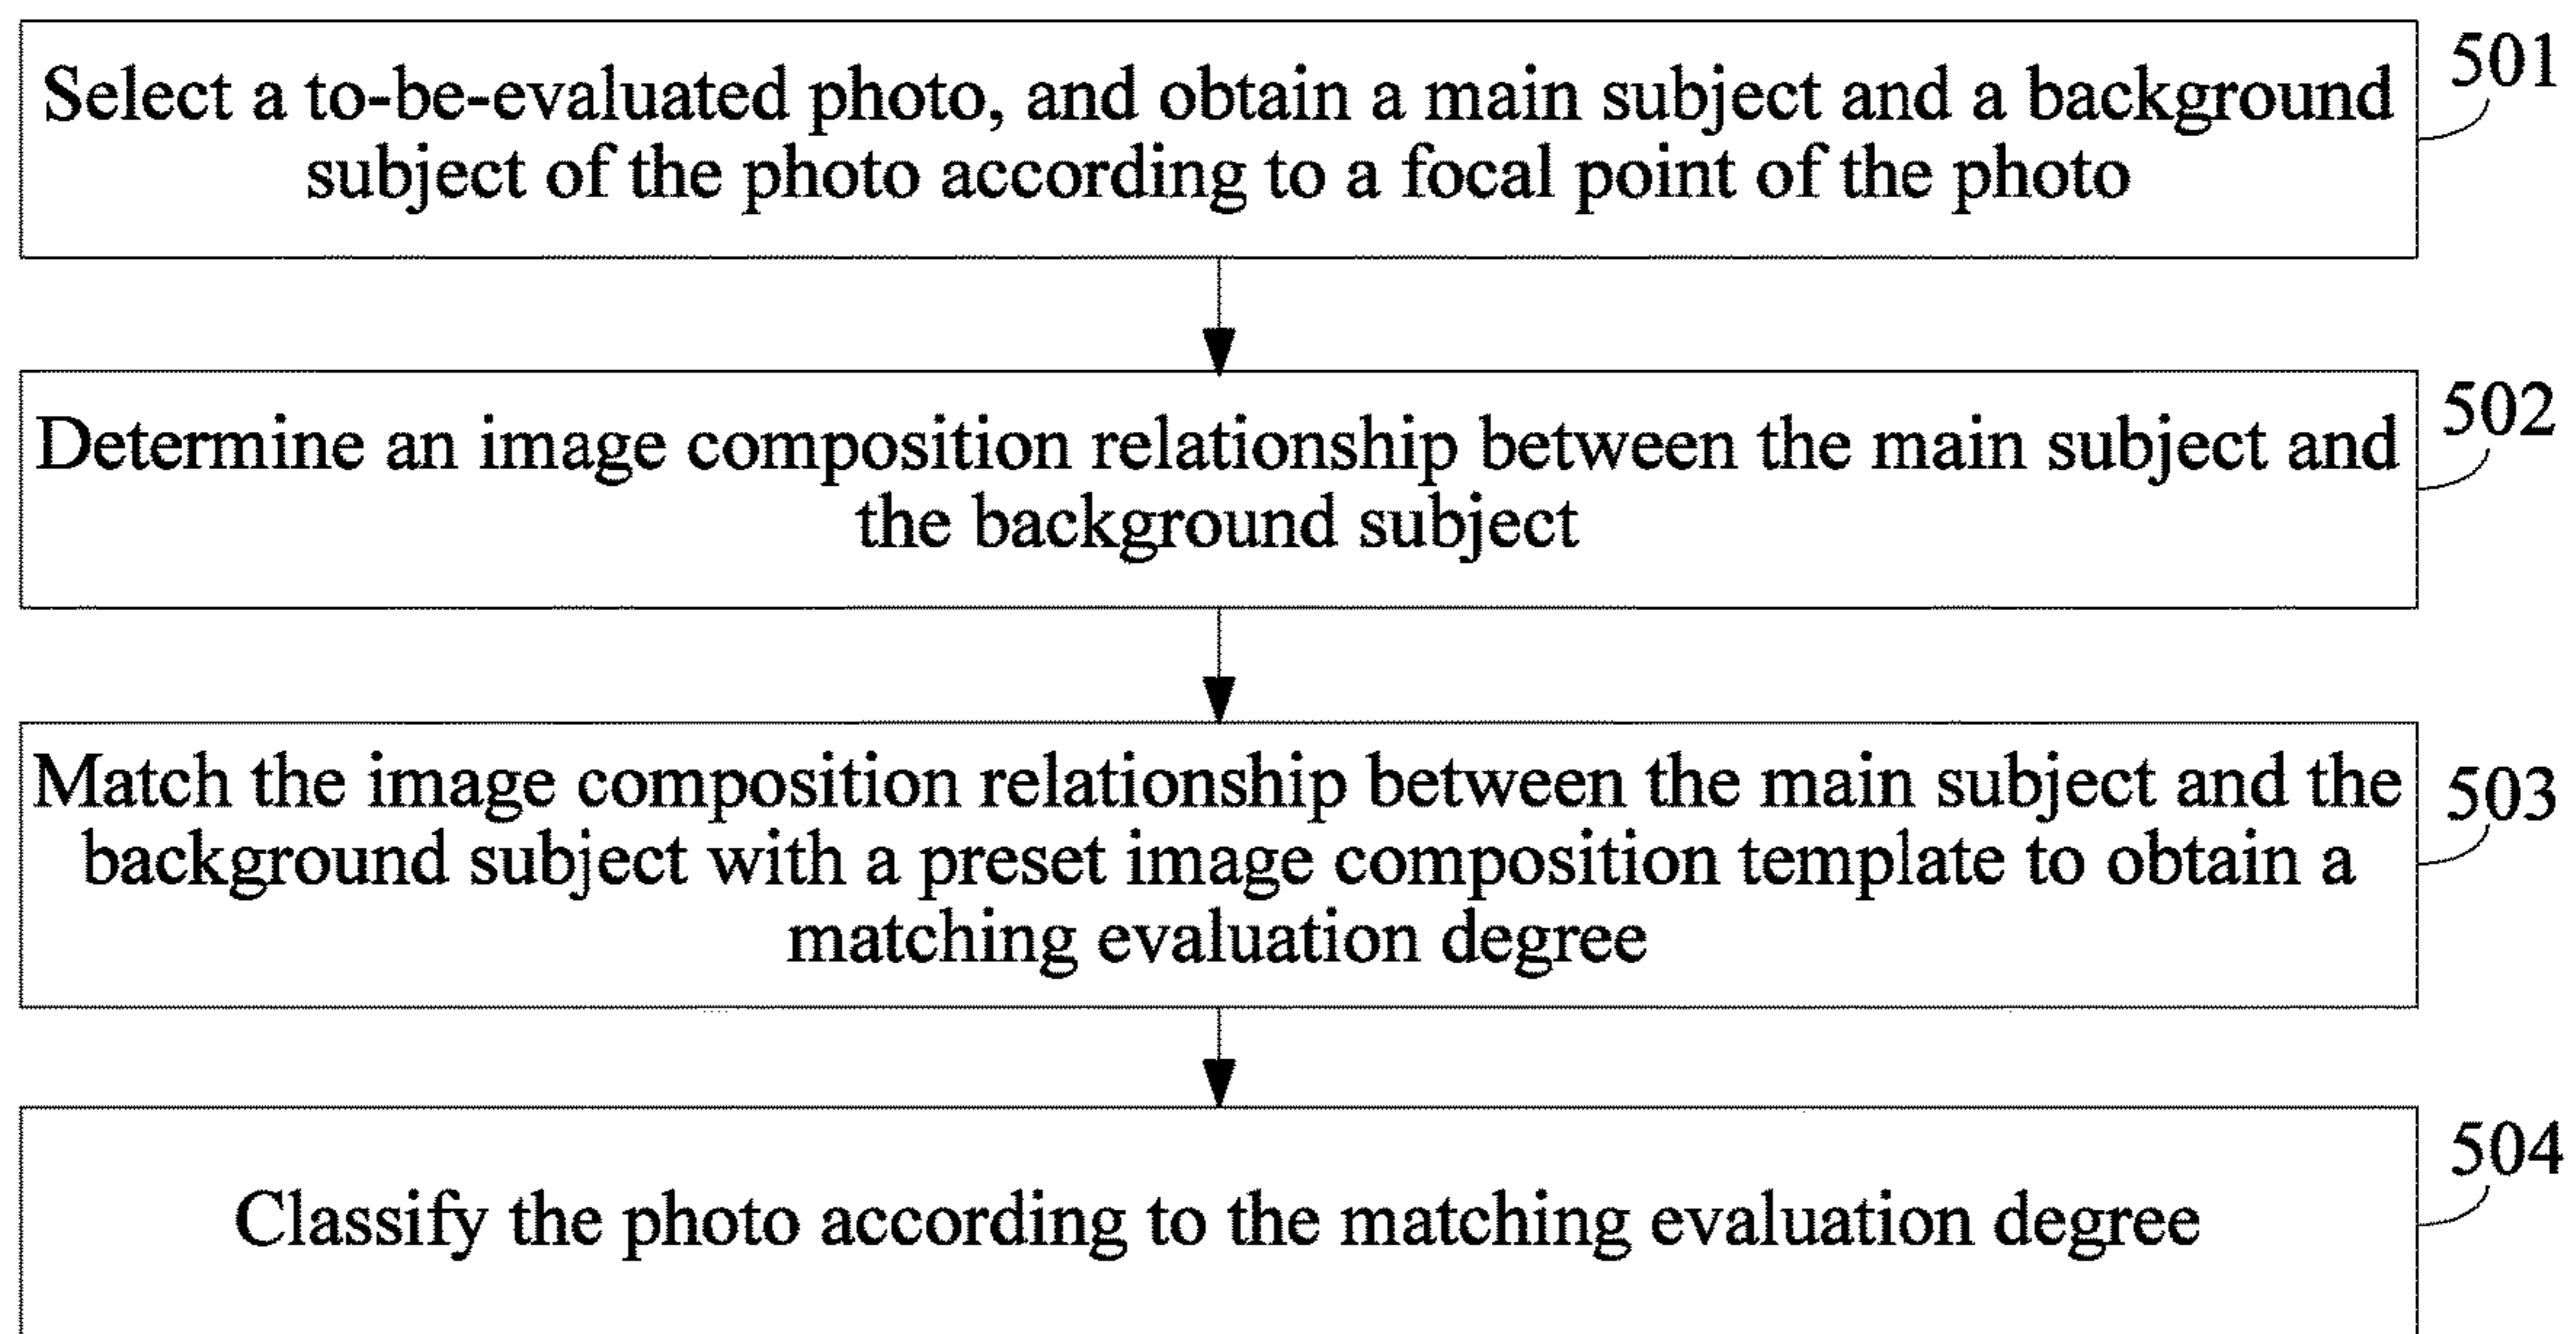 Select a to-be-evaluated photo, and obtain a main subject and a background
subject of the photo according to a focal point of the photo
501
Determine an image composition relationship between the main subject and
the background subject
502
Match the image composition relationship between the main subject and the
background subject with a preset image composition template to obtain a
matching evaluation degree
503
Classify the photo according to the matching evaluation degree
504